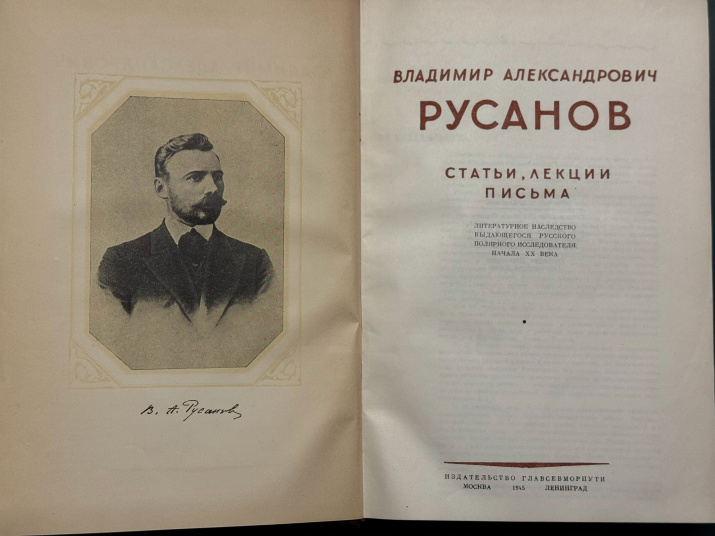 В. А. Русанов
ВЛАДИМИР АЛЕКСАНДРОВИЧ
РУСАНОВ
СТАТЬИ, ЛЕКЦИИ
ПИСЬМА
ЛИТЕРАТУРНОЕ НАСЛЕДСТВО
ВЫДАЮЩЕГОСЯ РУССКОГО
ПОЛЯРНОГО ИССЛЕДОВАТЕЛЯ
НАЧАЛА XX ВЕКА
ИЗДАТЕЛЬСТВО ГЛАВСЕВМОРПУТИ
МОСКВА 1945 ЛЕНИНГРАД